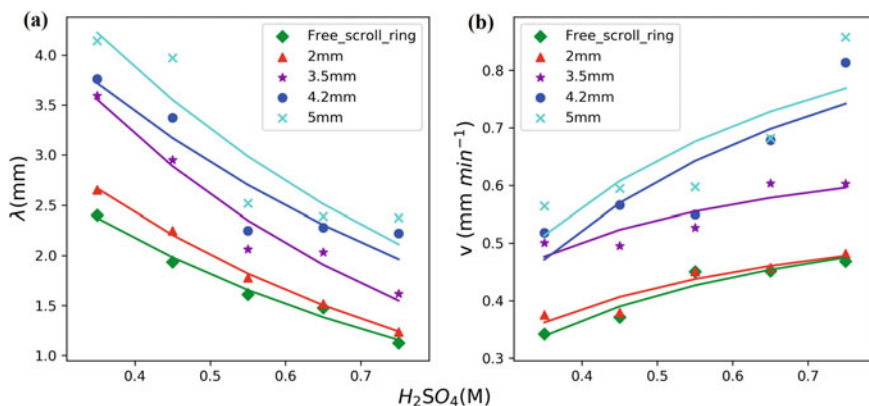 (a)
Free_scroll_ring
2mm
3.5mm
4.2mm
5mm
4.0
3.5
3.0
2.5
2.0
1.5
1.0
λ(mm)
0.4 0.5 0.6 0.7
(b)
Free_scroll_ring
2mm
3.5mm
4.2mm
5mm
0.8
0.7
0.6
0.5
0.4
0.3
v (mm min⁻¹)
0.4 0.5 0.6 0.7
H₂SO₄(M)